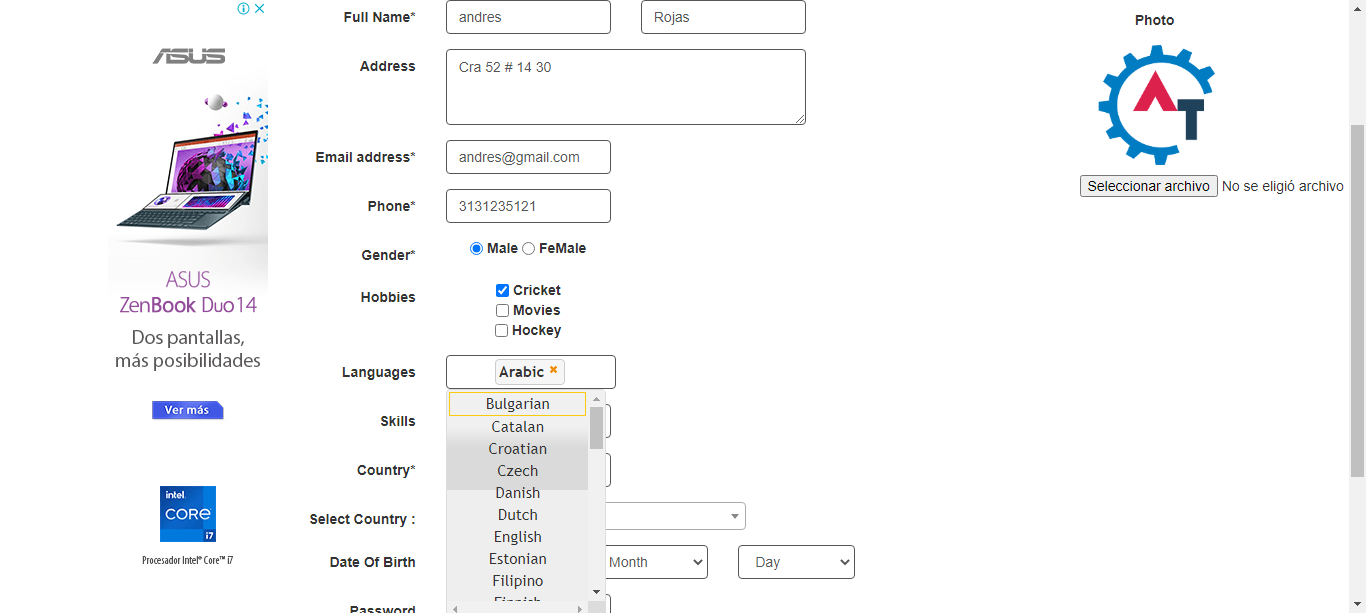 ASUS
ASUS
ZenBook Duo 14
Dos pantallas,
más posibilidades
Ver más
intel.
CORE
i7
Procesador Intel® Core™ i7
Full Name*
andres
Rojas
Address
Cra 52 # 14 30
Email address*
andres@gmail.com
Phone*
3131235121
Gender*
Male
FeMale
Hobbies
Cricket
Movies
Hockey
Languages
Arabic
Bulgarian
Catalan
Croatian
Czech
Danish
Dutch
English
Estonian
Filipino
Finnish
Skills
Country*
Select Country :
Date Of Birth
Month
Day
Password
Photo
AT
Seleccionar archivo No se eligió archivo